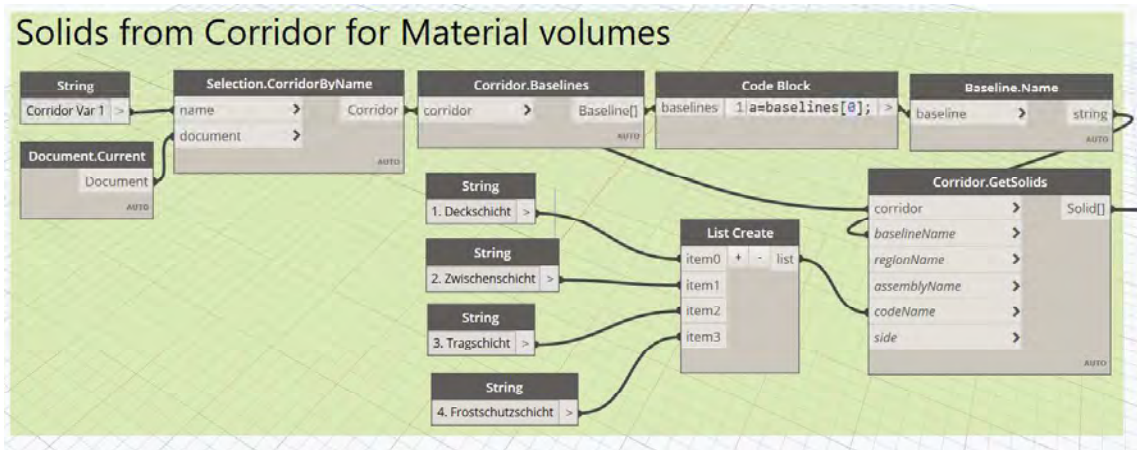 Solids from Corridor for Material volumes
String
Corridor Var 1 >
Document.Current
Document
AUTO
Selection.CorridorByName
name > Corridor
document >
AUTO
Corridor.Baselines
corridor > Baseline[]
AUTO
Code Block
baselines 1 a=baselines[0]; >
Baseline.Name
baseline > string
AUTO
String
1. Deckschicht >
String
2. Zwischenschicht >
String
3. Tragschicht >
String
4. Frostschutzschicht >
List Create
item0 + - list
item1
item2
item3
Corridor.GetSolids
corridor > Solid[]
baselineName >
regionName >
assemblyName >
codeName >
side >
AUTO